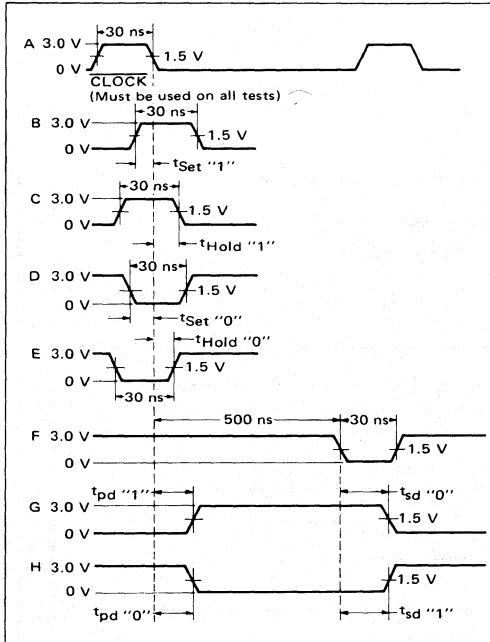 30 ns
A 3.0 V
1.5 V
0 V
CLOCK
(Must be used on all tests)
30 ns
B 3.0 V
1.5 V
0 V
tSet "1"
30 ns
C 3.0 V
1.5 V
0 V
tHold "1"
30 ns
D 3.0 V
1.5 V
0 V
tSet "0"
tHold "0"
E 3.0 V
1.5 V
0 V
30 ns
500 ns
30 ns
F 3.0 V
1.5 V
0 V
tpd "1"
tsd "0"
G 3.0 V
1.5 V
0 V
H 3.0 V
1.5 V
0 V
tpd "0"
tsd "1"